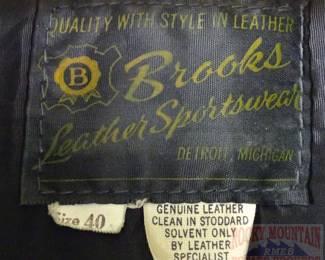 QUALITY WITH STYLE IN LEATHER
B
Brooks
Leather Sportswear
DETROIT, MICHIGAN
Size 40
GENUINE LEATHER
CLEAN IN STODDARD
SOLVENT ONLY
BY LEATHER
SPECIALIST
ROCKY MOUNTAIN
RMES